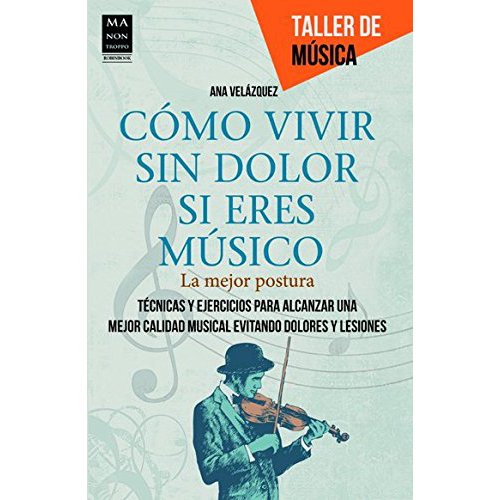 MA
NON
TROPPO
ROBINBOOK
TALLER DE
MÚSICA
ANA VELÁZQUEZ
CÓMO VIVIR
SIN DOLOR
SI ERES
MÚSICO
La mejor postura
TÉCNICAS Y EJERCICIOS PARA ALCANZAR UNA
MEJOR CALIDAD MUSICAL EVITANDO DOLORES Y LESIONES